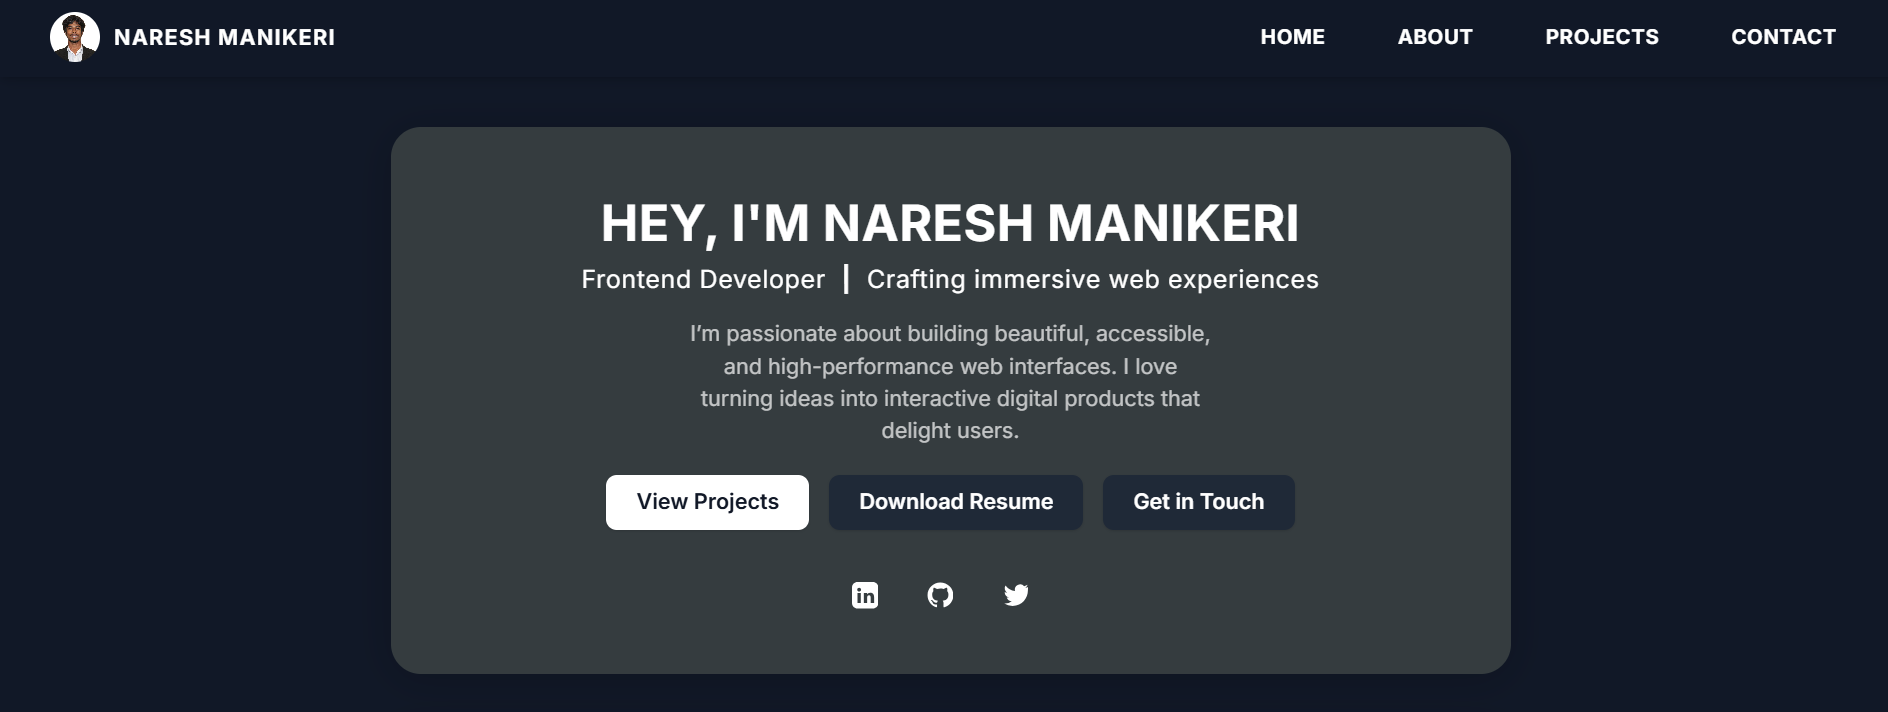 NARESH MANIKERI
HOME
ABOUT
PROJECTS
CONTACT
HEY, I'M NARESH MANIKERI
Frontend Developer | Crafting immersive web experiences
I’m passionate about building beautiful, accessible,
and high-performance web interfaces. I love
turning ideas into interactive digital products that
delight users.
View Projects
Download Resume
Get in Touch
in